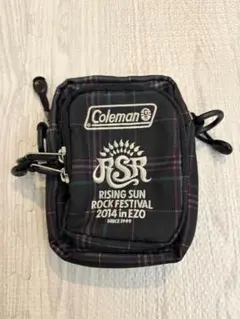 Coleman
RSR
RISING SUN
ROCK FESTIVAL
2014 in EZO
SINCE 1999